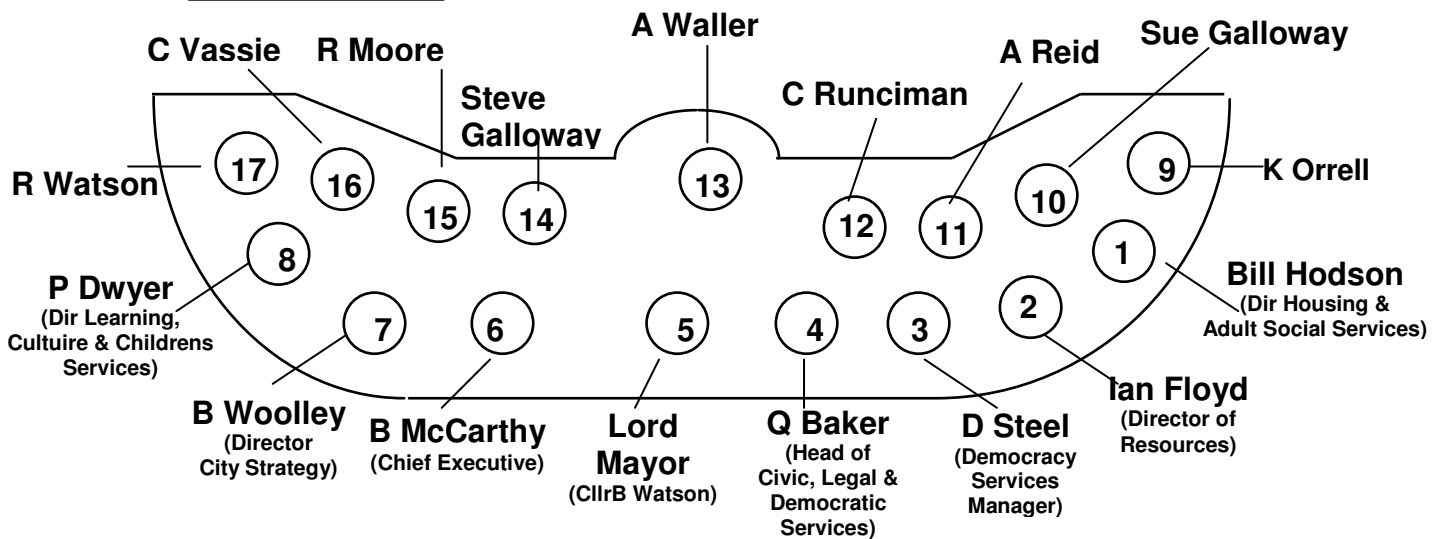 A Waller
Sue Galloway
C Vassie
R Moore
A Reid
Steve
Galloway
C Runciman
R Watson
17
16
15
14
13
12
11
10
9
K Orrell
8
1
P Dwyer
(Dir Learning,
Cultuire & Childrens
Services)
Bill Hodson
(Dir Housing &
Adult Social Services)
7
6
5
4
3
2
B Woolley
(Director
City Strategy)
B McCarthy
(Chief Executive)
Lord
Mayor
(CllrB Watson)
Q Baker
(Head of
Civic, Legal &
Democratic
Services)
D Steel
(Democracy
Services
Manager)
Ian Floyd
(Director of
Resources)